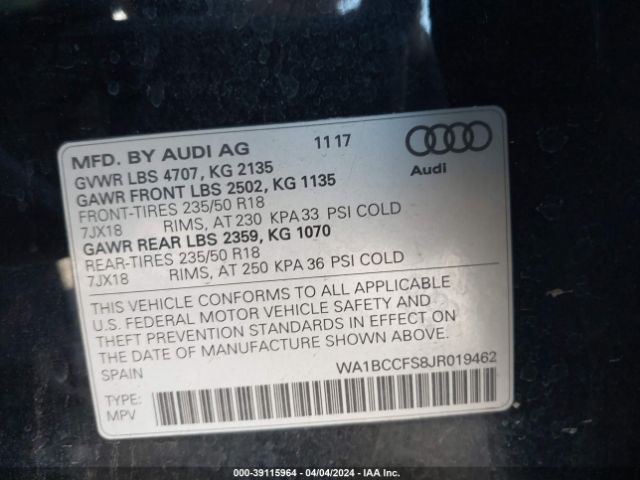 MFD. BY AUDI AG 11 17
GVWR LBS 4707, KG 2135
GAWR FRONT LBS 2502, KG 1135
FRONT-TIRES 235/50 R18
7JX18 RIMS, AT 230 KPA 33 PSI COLD
GAWR REAR LBS 2359, KG 1070
REAR-TIRES 235/50 R18
7JX18 RIMS, AT 250 KPA 36 PSI COLD
Audi
THIS VEHICLE CONFORMS TO ALL APPLICABLE
U.S. FEDERAL MOTOR VEHICLE SAFETY AND
THEFT PREVENTION STANDARDS IN EFFECT ON
THE DATE OF MANUFACTURE SHOWN ABOVE.
SPAIN WA1BCCFS8JR019462
TYPE:
MPV
000-39115964 - 04/04/2024 - IAA Inc.